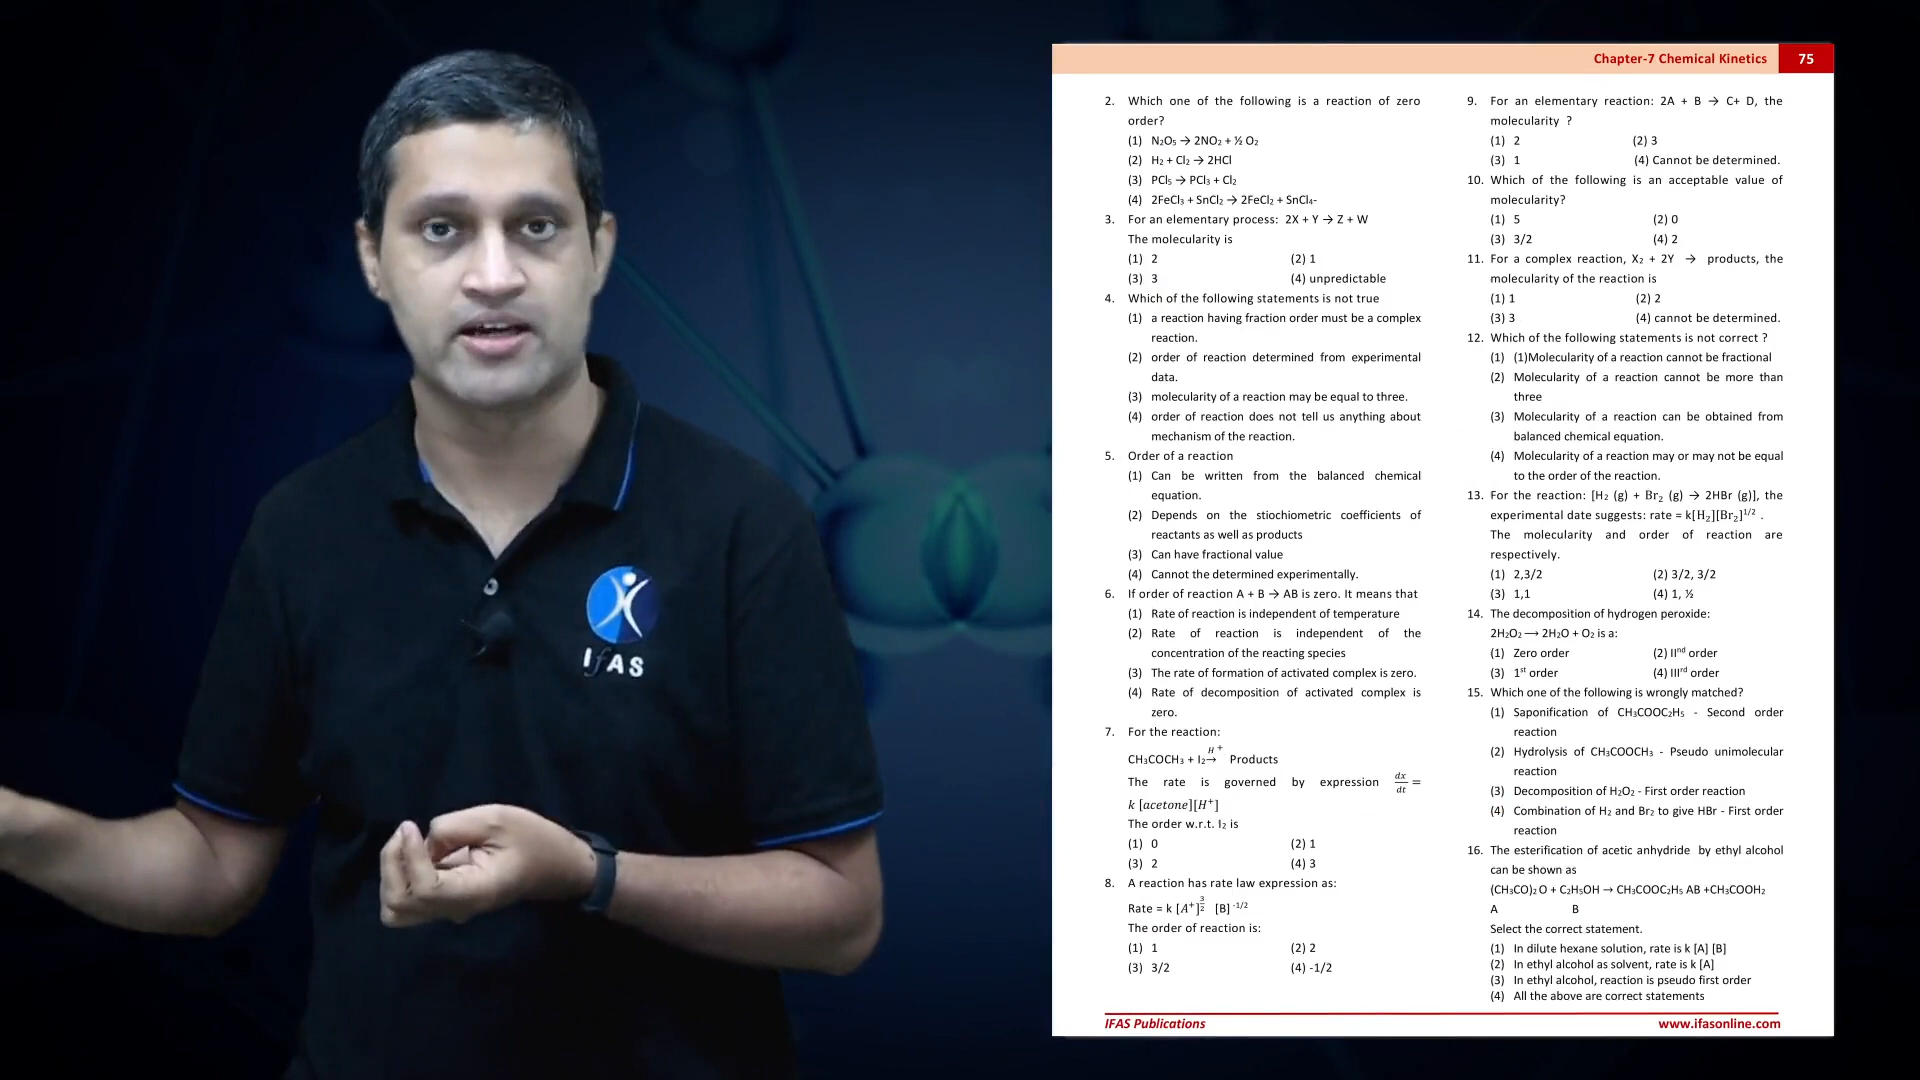 IfAS
Chapter-7 Chemical Kinetics 75
2. Which one of the following is a reaction of zero
order?
(1) N₂O₅ → 2NO₂ + ½ O₂
(2) H₂ + Cl₂ → 2HCl
(3) PCl₅ → PCl₃ + Cl₂
(4) 2FeCl₃ + SnCl₂ → 2FeCl₂ + SnCl₄-
3. For an elementary process: 2X + Y → Z + W
The molecularity is
(1) 2 (2) 1
(3) 3 (4) unpredictable
4. Which of the following statements is not true
(1) a reaction having fraction order must be a complex
reaction.
(2) order of reaction determined from experimental
data.
(3) molecularity of a reaction may be equal to three.
(4) order of reaction does not tell us anything about
mechanism of the reaction.
5. Order of a reaction
(1) Can be written from the balanced chemical
equation.
(2) Depends on the stiochiometric coefficients of
reactants as well as products
(3) Can have fractional value
(4) Cannot the determined experimentally.
6. If order of reaction A + B → AB is zero. It means that
(1) Rate of reaction is independent of temperature
(2) Rate of reaction is independent of the
concentration of the reacting species
(3) The rate of formation of activated complex is zero.
(4) Rate of decomposition of activated complex is
zero.
7. For the reaction:
CH₃COCH₃ + I₂ →^{H +} Products
The rate is governed by expression dx/dt =
k [acetone][H⁺]
The order w.r.t. I₂ is
(1) 0 (2) 1
(3) 2 (4) 3
8. A reaction has rate law expression as:
Rate = k [A⁺]^{3/2} [B] ^{-1/2}
The order of reaction is:
(1) 1 (2) 2
(3) 3/2 (4) -1/2
9. For an elementary reaction: 2A + B → C+ D, the
molecularity ?
(1) 2 (2) 3
(3) 1 (4) Cannot be determined.
10. Which of the following is an acceptable value of
molecularity?
(1) 5 (2) 0
(3) 3/2 (4) 2
11. For a complex reaction, X₂ + 2Y → products, the
molecularity of the reaction is
(1) 1 (2) 2
(3) 3 (4) cannot be determined.
12. Which of the following statements is not correct ?
(1) (1)Molecularity of a reaction cannot be fractional
(2) Molecularity of a reaction cannot be more than
three
(3) Molecularity of a reaction can be obtained from
balanced chemical equation.
(4) Molecularity of a reaction may or may not be equal
to the order of the reaction.
13. For the reaction: [H₂ (g) + Br₂ (g) → 2HBr (g)], the
experimental date suggests: rate = k[H₂][Br₂]^{1/2} .
The molecularity and order of reaction are
respectively.
(1) 2,3/2 (2) 3/2, 3/2
(3) 1,1 (4) 1, ½
14. The decomposition of hydrogen peroxide:
2H₂O₂ ⟶ 2H₂O + O₂ is a:
(1) Zero order (2) IIⁿᵈ order
(3) 1ˢᵗ order (4) IIIʳᵈ order
15. Which one of the following is wrongly matched?
(1) Saponification of CH₃COOC₂H₅ - Second order
reaction
(2) Hydrolysis of CH₃COOCH₃ - Pseudo unimolecular
reaction
(3) Decomposition of H₂O₂ - First order reaction
(4) Combination of H₂ and Br₂ to give HBr - First order
reaction
16. The esterification of acetic anhydride by ethyl alcohol
can be shown as
(CH₃CO)₂ O + C₂H₅OH → CH₃COOC₂H₅ AB +CH₃COOH₂
A B
Select the correct statement.
(1) In dilute hexane solution, rate is k [A] [B]
(2) In ethyl alcohol as solvent, rate is k [A]
(3) In ethyl alcohol, reaction is pseudo first order
(4) All the above are correct statements
IFAS Publications www.ifasonline.com